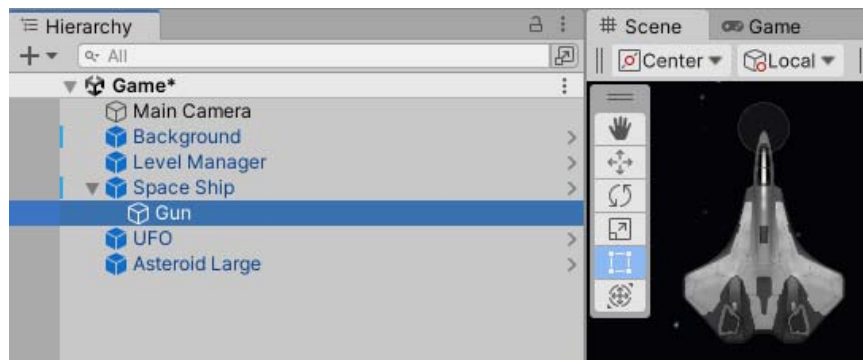 Hierarchy
All
Game*
Main Camera
Background
Level Manager
Space Ship
Gun
UFO
Asteroid Large
# Scene Game
Center Local